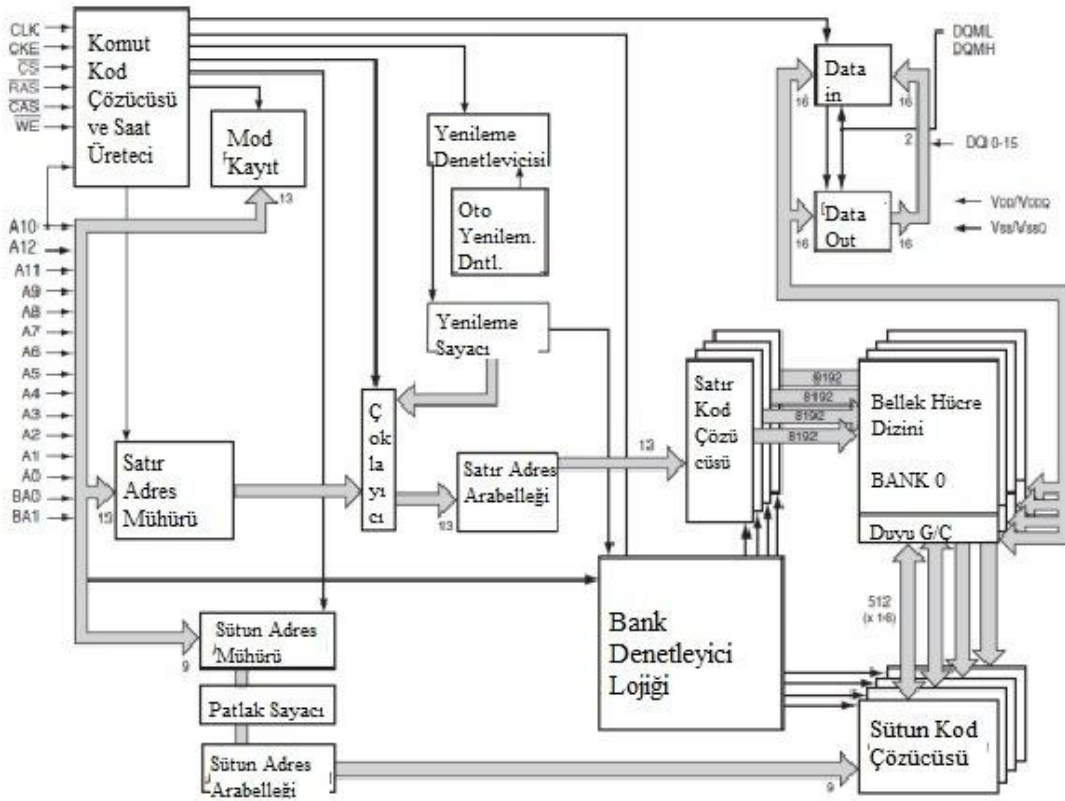 CLK
CKE
CS
RAS
CAS
WE
A10
A12
A11
A9
A8
A7
A6
A5
A4
A3
A2
A1
A0
BA0
BA1
Komut
Kod
Çözücüsü
ve Saat
Üreteci
Mod
Kayıt
13
Yenileme
Denetlevicisi
Oto
Yenilem.
Dntl.
Yenileme
Sayacı
Data
in
16
16
DQML
DQMH
2
DQI 0-15
Data
Out
16
16
VDD/VDDQ
VSS/VSSQ
Satır
Adres
Mühürü
15
Ç
ok
la
yı
cı
13
Satır Adres
Arabelleği
13
Satır
Kod
Çözü
cüsü
8192
8192
8192
8192
Bellek Hücre
Dizini
BANK 0
Duyu G/Ç
512
(x 16)
Bank
Denetleyici
Lojiği
Sütun Adres
Mühürü
9
Patlak Sayacı
Sütun Adres
Arabelleği
9
Sütun Kod
Çözücüsü